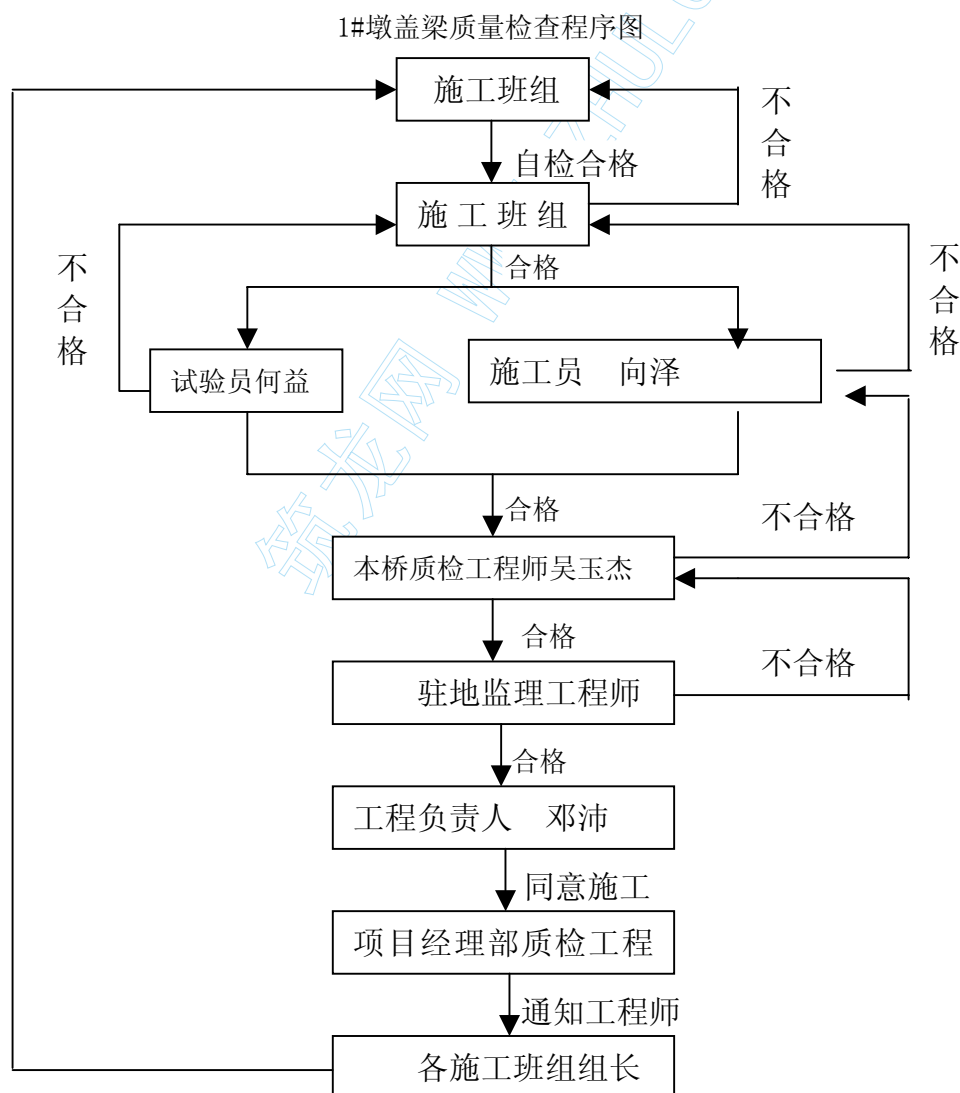 1#墩盖梁质量检查程序图
施工班组
不合格
自检合格
施工班组
不合格
合格
不合格
试验员何益
施工员 向泽
合格
不合格
本桥质检工程师吴玉杰
合格
不合格
驻地监理工程师
合格
工程负责人 邓沛
同意施工
项目经理部质检工程
通知工程师
各施工班组组长
筑龙网